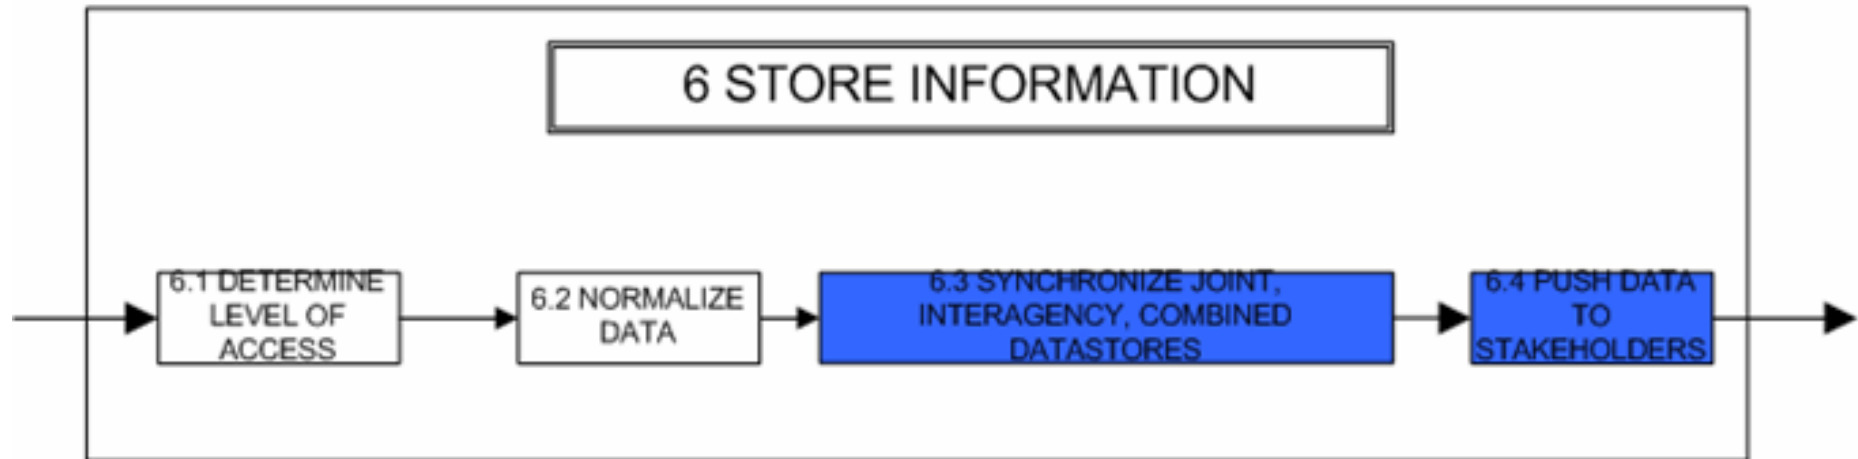 6 STORE INFORMATION
6.1 DETERMINE
LEVEL OF
ACCESS
6.2 NORMALIZE
DATA
6.3 SYNCHRONIZE JOINT,
INTERAGENCY, COMBINED
DATASTORES
6.4 PUSH DATA
TO
STAKEHOLDERS